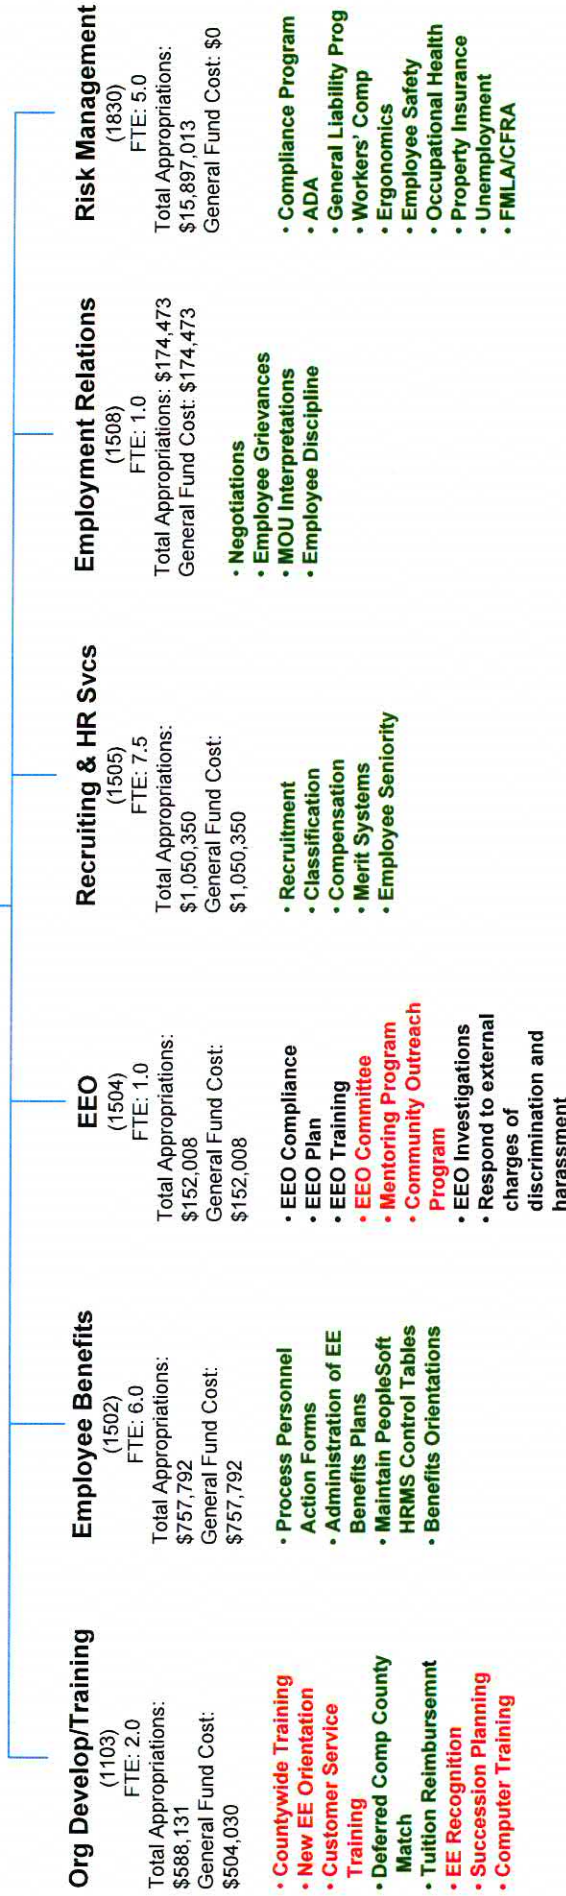 Org Develop/Training
(1103)
FTE: 2.0
Total Appropriations:
$588,131
General Fund Cost:
$504,030
• Countywide Training
• New EE Orientation
• Customer Service
Training
• Deferred Comp County
Match
• Tuition Reimbursemnt
• EE Recognition
• Succession Planning
• Computer Training
Employee Benefits
(1502)
FTE: 6.0
Total Appropriations:
$757,792
General Fund Cost:
$757,792
• Process Personnel
Action Forms
• Administration of EE
Benefits Plans
• Maintain PeopleSoft
HRMS Control Tables
• Benefits Orientations
EEO
(1504)
FTE: 1.0
Total Appropriations:
$152,008
General Fund Cost:
$152,008
• EEO Compliance
• EEO Plan
• EEO Training
• EEO Committee
• Mentoring Program
• Community Outreach
Program
• EEO Investigations
• Respond to external
charges of
discrimination and
harassment
Recruiting & HR Svcs
(1505)
FTE: 7.5
Total Appropriations:
$1,050,350
General Fund Cost:
$1,050,350
• Recruitment
• Classification
• Compensation
• Merit Systems
• Employee Seniority
Employment Relations
(1508)
FTE: 1.0
Total Appropriations: $174,473
General Fund Cost: $174,473
• Negotiations
• Employee Grievances
• MOU Interpretations
• Employee Discipline
Risk Management
(1830)
FTE: 5.0
Total Appropriations:
$15,897,013
General Fund Cost: $0
• Compliance Program
• ADA
• General Liability Prog
• Workers' Comp
• Ergonomics
• Employee Safety
• Occupational Health
• Property Insurance
• Unemployment
• FMLA/CFRA